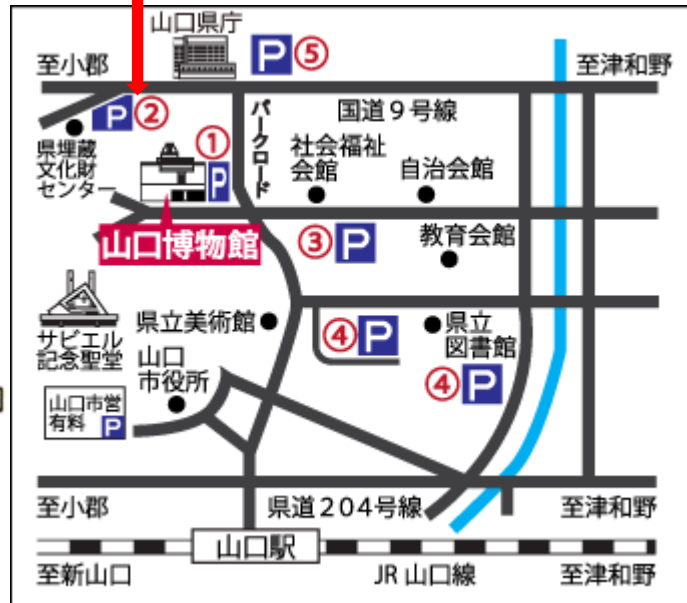 山口県庁
P⑤
至小郡
至津和野
P②
パークロード
国道９号線
県埋蔵
文化財
センター
①
P
社会福祉
会館
自治会館
山口博物館
③P
教育会館
サビエル
記念聖堂
県立美術館
④P
県立
図書館
④P
山口
市役所
山口市営
有料 P
至小郡
県道２０４号線
至津和野
山口駅
至新山口
JR 山口線
至津和野